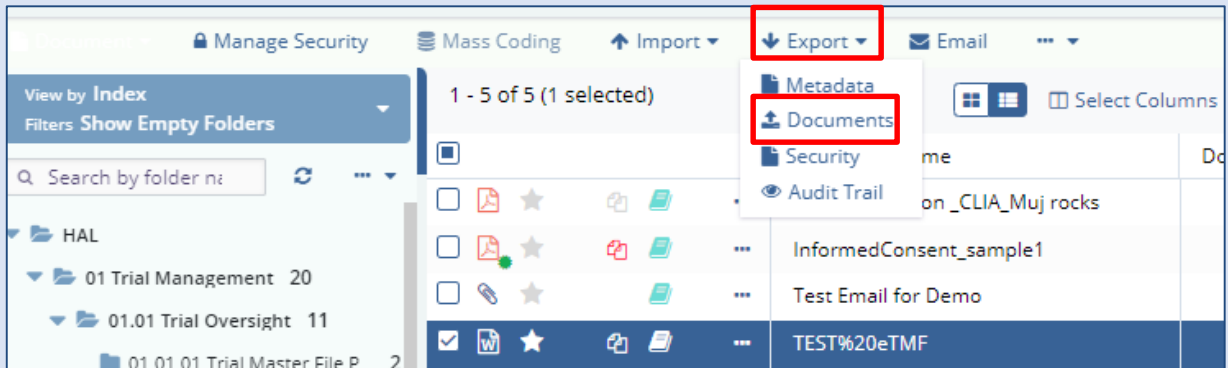 Manage Security
Mass Coding
Import
Export
Email
View by Index
Filters Show Empty Folders
1 - 5 of 5 (1 selected)
Metadata
Documents
Security
Audit Trail
Select Columns
Search by folder na
me
Do
on _CLIA_Muj rocks
HAL
InformedConsent_sample1
01 Trial Management 20
Test Email for Demo
01.01 Trial Oversight 11
TEST%20eTMF
01.01.01 Trial Master File P 2